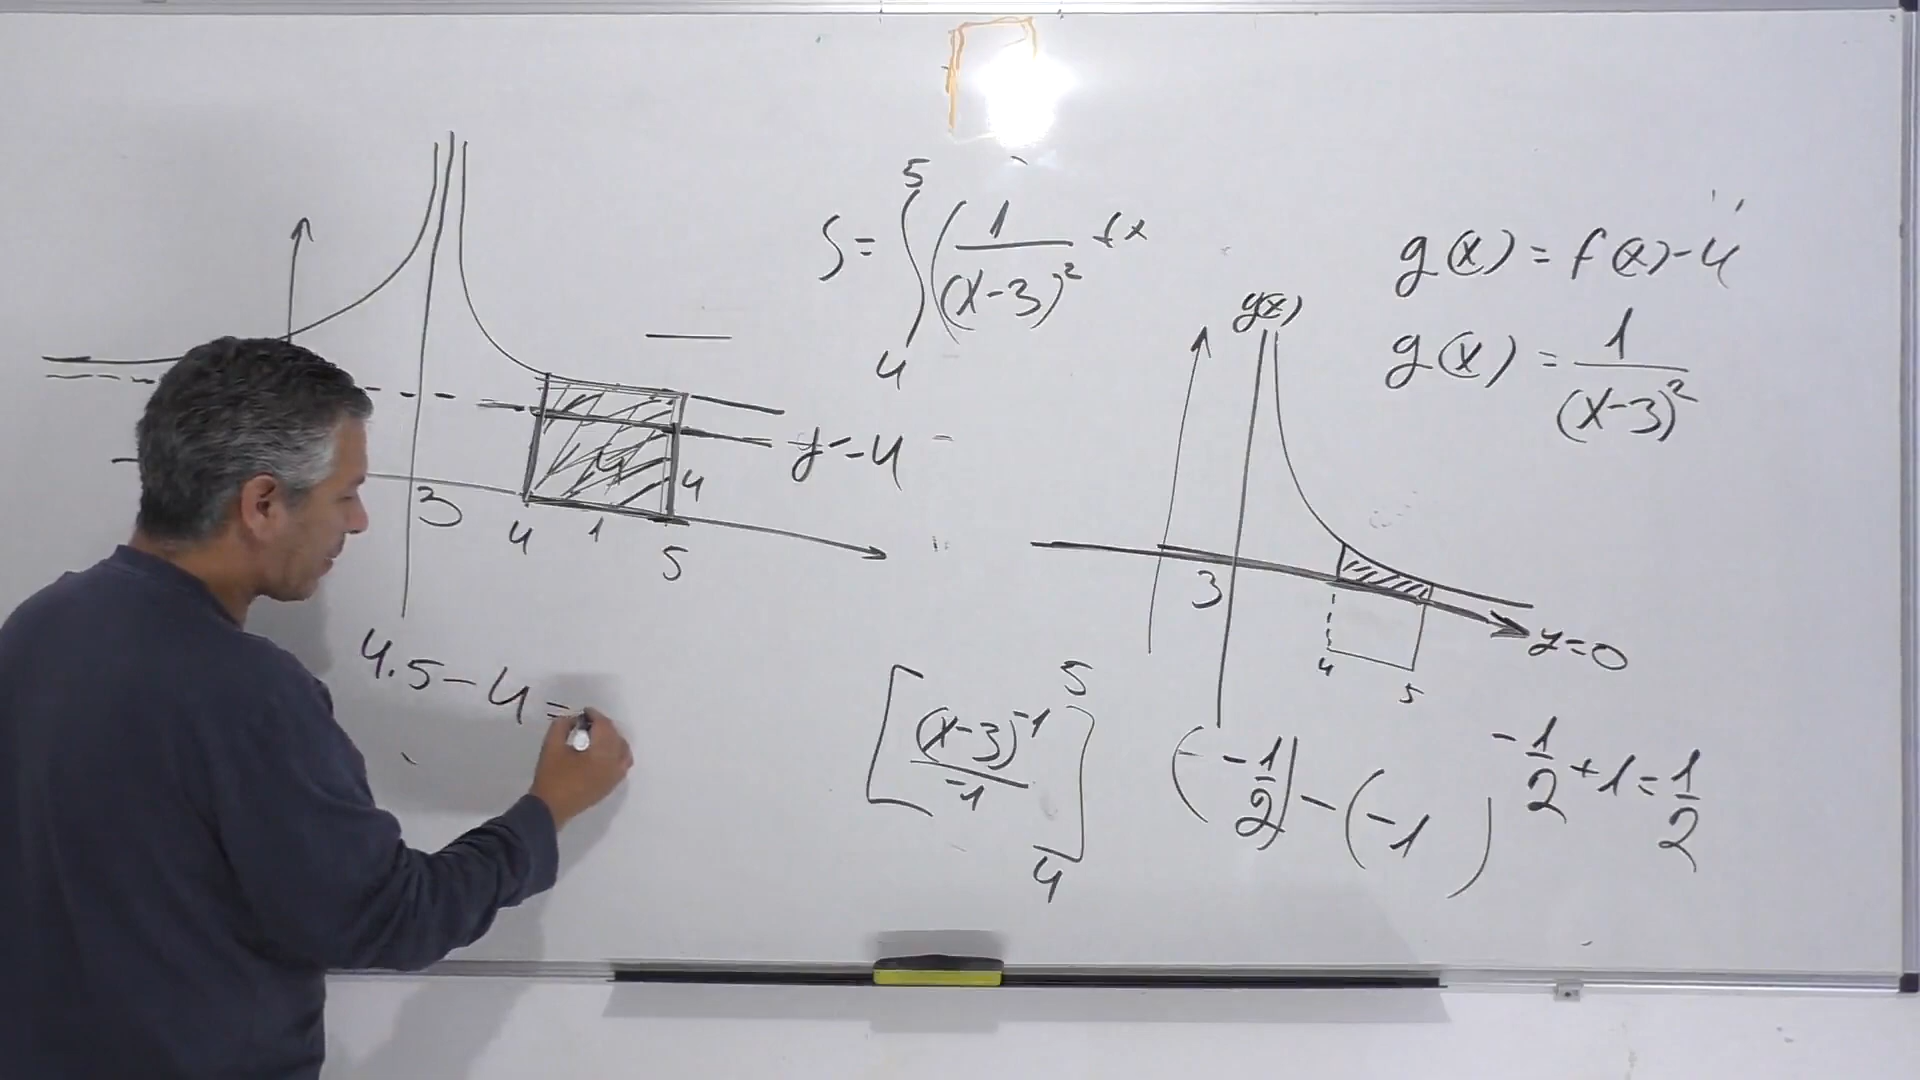 3
4
1
5
4
4
y=4
4.5-4=
S= ∫₄⁵ (1/(x-3)²
g(x)=f(x)-4
g(x)=1/(x-3)²
3
4
5
y=0
[(x-3)⁻¹/-1]₄⁵
(-1/2)-(-1)
-1/2+1=1/2